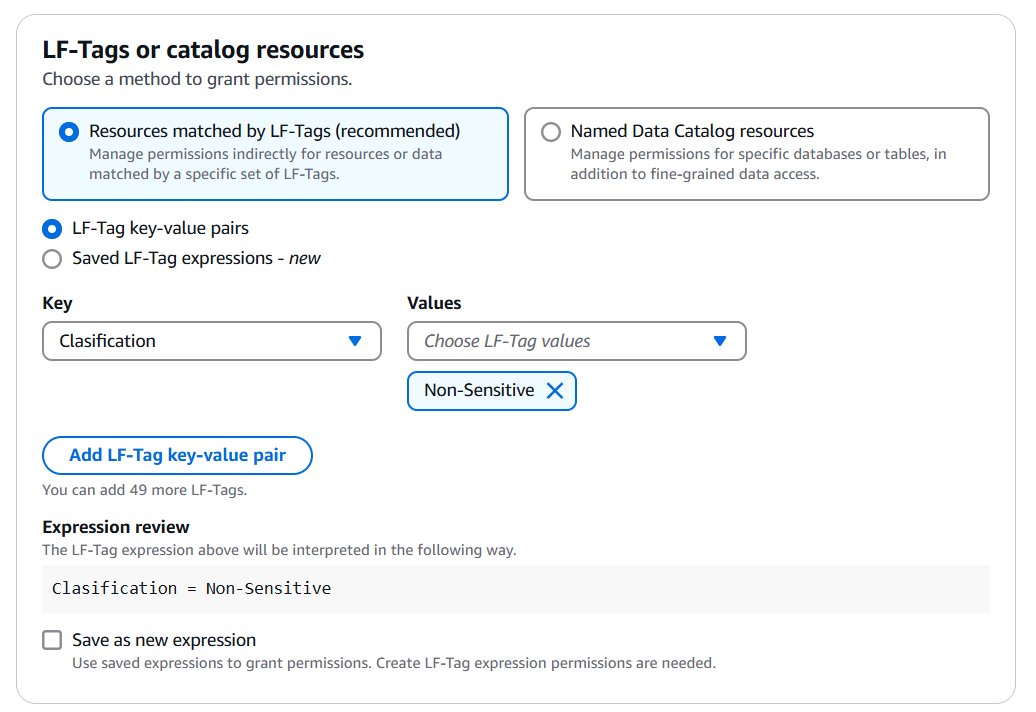 LF-Tags or catalog resources
Choose a method to grant permissions.
Resources matched by LF-Tags (recommended)
Manage permissions indirectly for resources or data
matched by a specific set of LF-Tags.
Named Data Catalog resources
Manage permissions for specific databases or tables, in
addition to fine-grained data access.
LF-Tag key-value pairs
Saved LF-Tag expressions - new
Key
Clasification
Values
Choose LF-Tag values
Non-Sensitive
Add LF-Tag key-value pair
You can add 49 more LF-Tags.
Expression review
The LF-Tag expression above will be interpreted in the following way.
Clasification = Non-Sensitive
Save as new expression
Use saved expressions to grant permissions. Create LF-Tag expression permissions are needed.